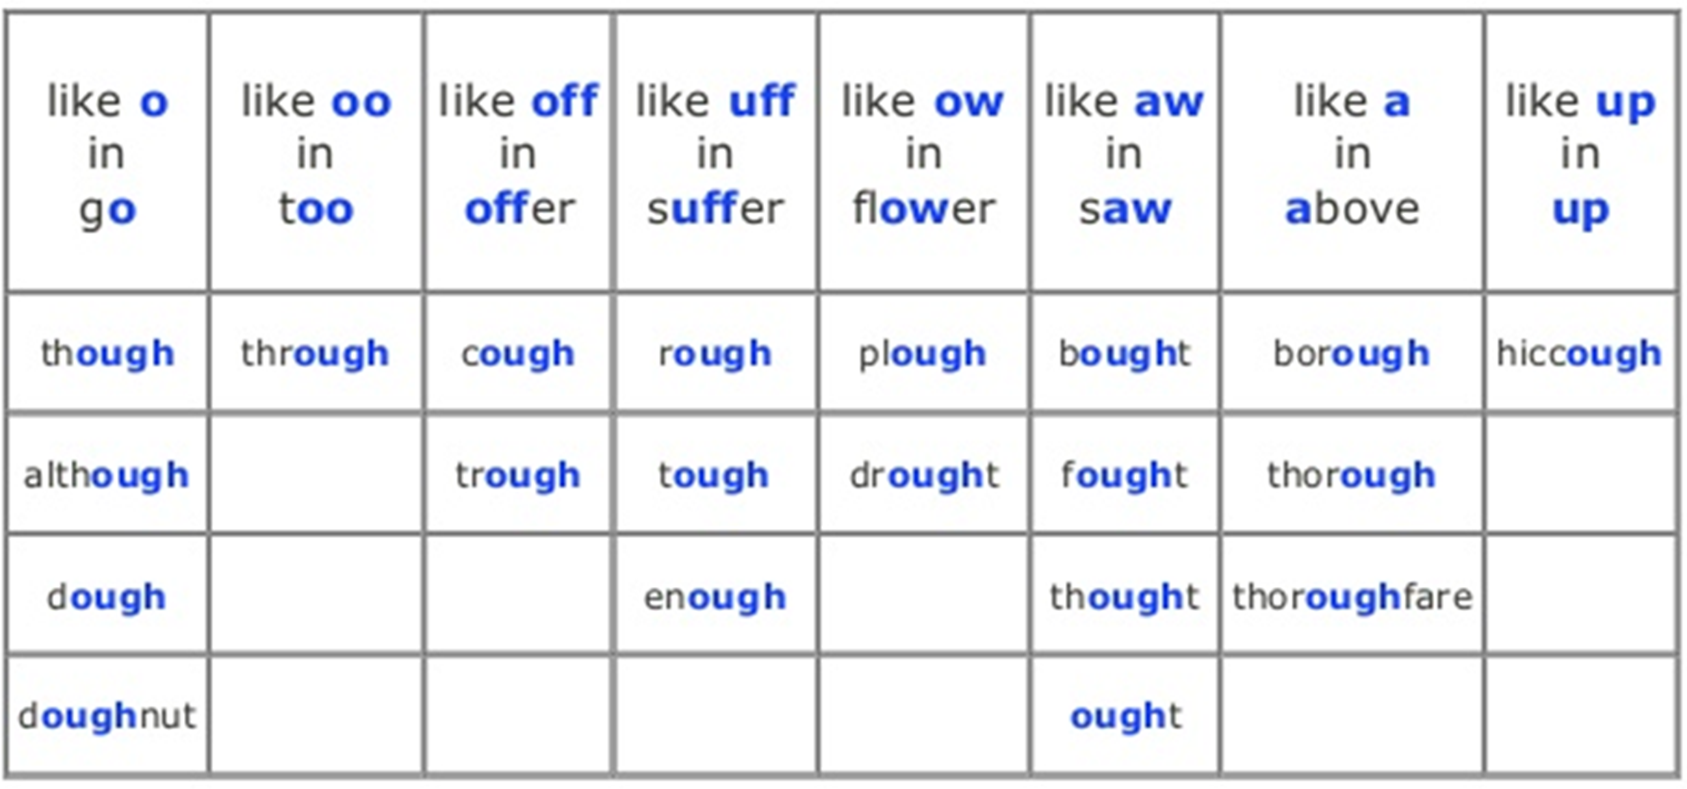 like o in go like oo in too like off in offer like uff in suffer like ow in flower like aw in saw like a in above like up in up
though through cough rough plough bought borough hiccough
although trough tough drought fought thorough
dough enough thought thoroughfare
doughnut ought